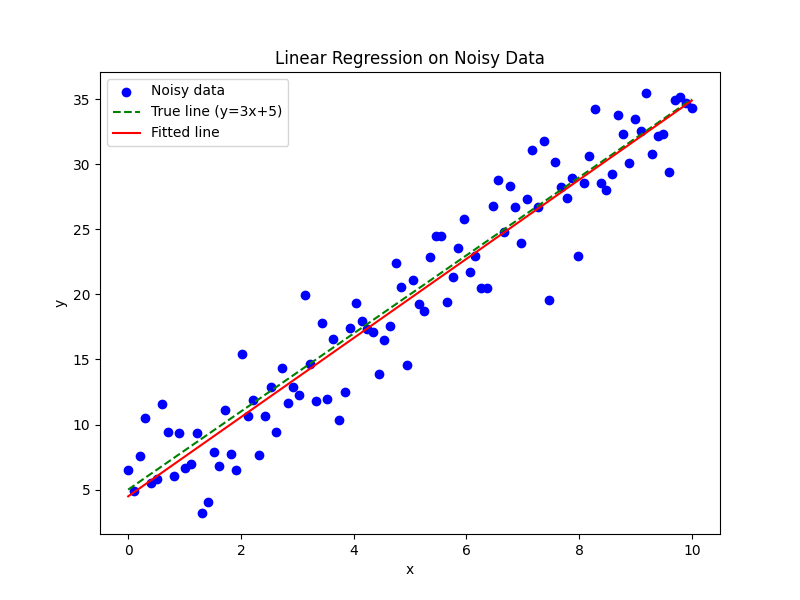 Linear Regression on Noisy Data
Noisy data
True line (y=3x+5)
Fitted line
35
30
25
20
15
10
5
y
0 2 4 6 8 10
x